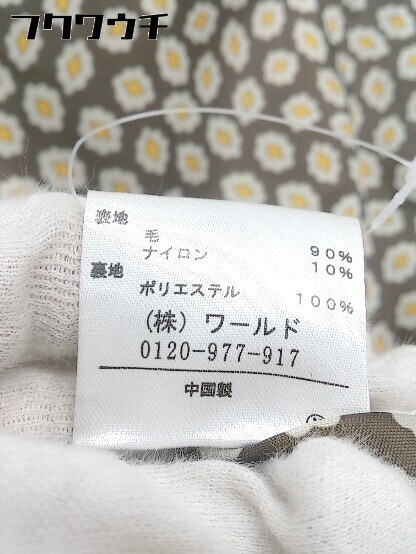 フクワウチ
表地
毛 90%
ナイロン 10%
裏地
ポリエステル 100%
(株) ワールド
0120-977-917
中国製